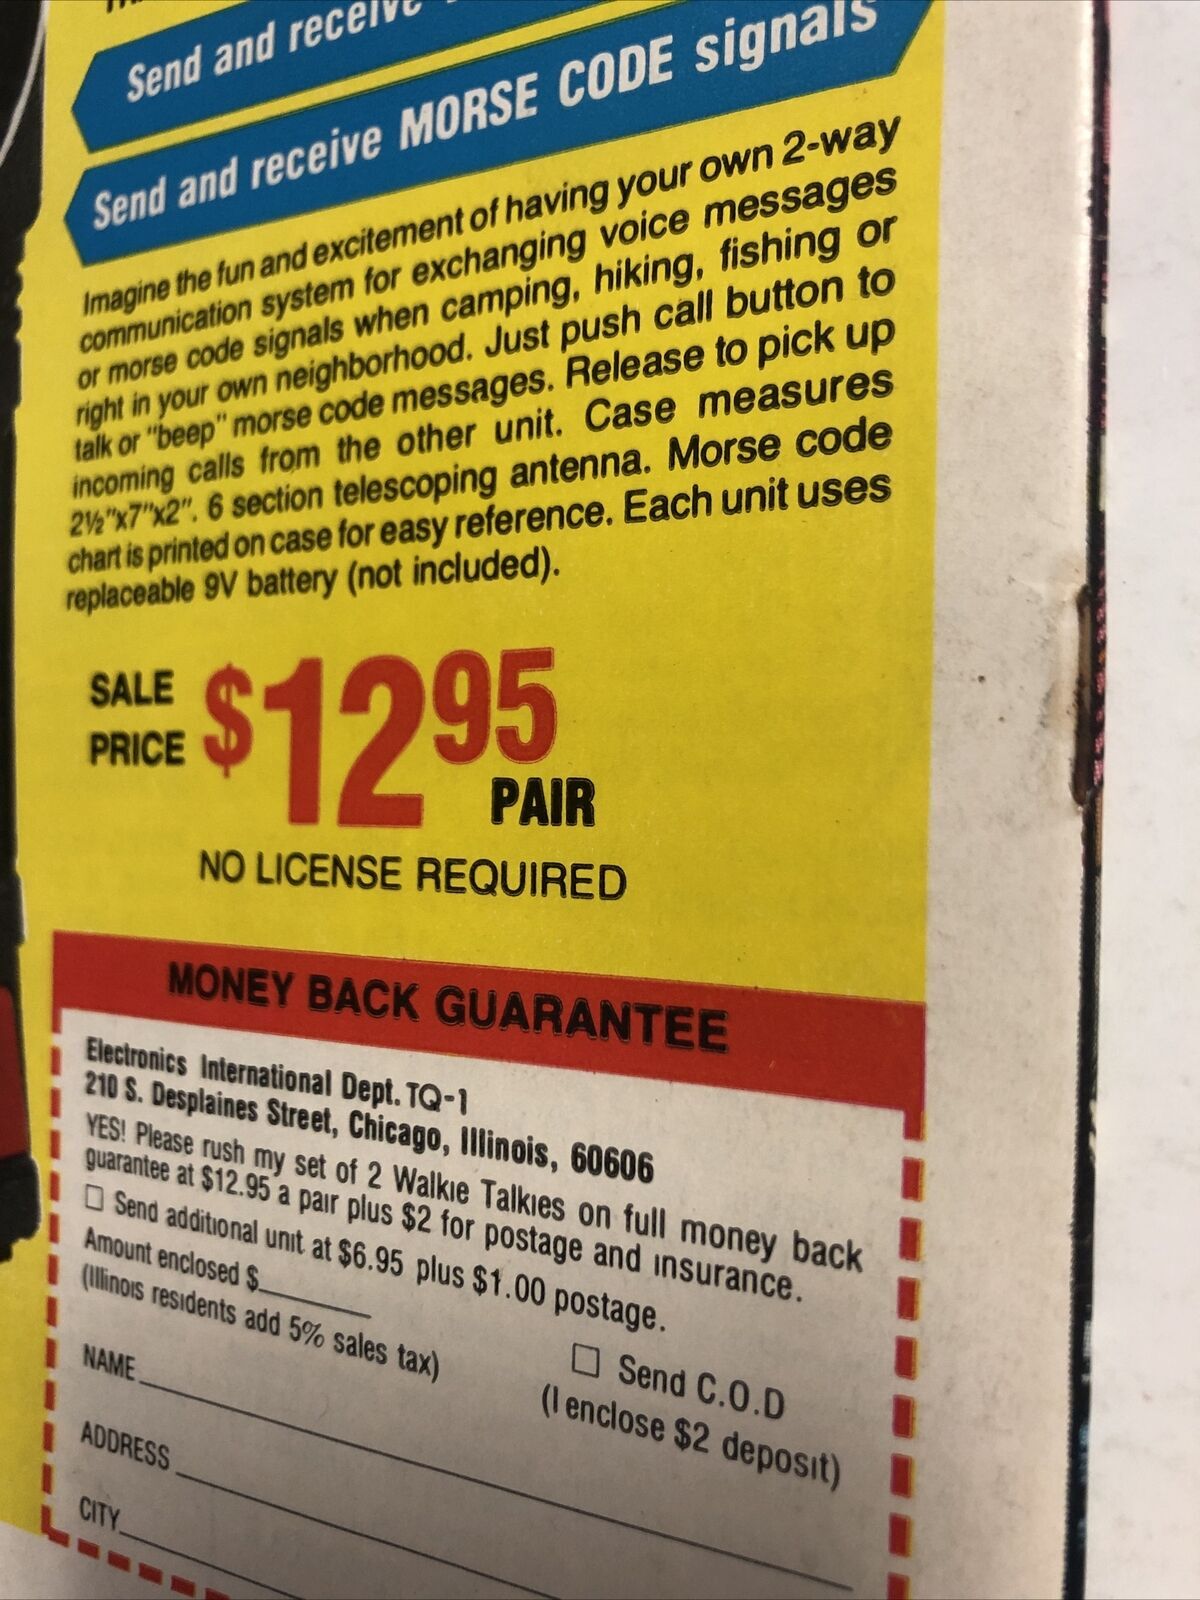 Send and receive
Send and receive MORSE CODE signals
Imagine the fun and excitement of having your own 2-way
communication system for exchanging voice messages
or morse code signals when camping, hiking, fishing or
right in your own neighborhood. Just push call button to
talk or "beep" morse code messages. Release to pick up
incoming calls from the other unit. Case measures
2½"x7"x2". 6 section telescoping antenna. Morse code
chart is printed on case for easy reference. Each unit uses
replaceable 9V battery (not included).
SALE
PRICE
$12 95
PAIR
NO LICENSE REQUIRED
MONEY BACK GUARANTEE
Electronics International Dept. TQ-1
210 S. Desplaines Street, Chicago, Illinois, 60606
YES! Please rush my set of 2 Walkie Talkies on full money back
guarantee at $12.95 a pair plus $2 for postage and insurance.
☐ Send additional unit at $6.95 plus $1.00 postage.
Amount enclosed $
(Illinois residents add 5% sales tax)
☐ Send C.O.D
(I enclose $2 deposit)
NAME
ADDRESS
CITY